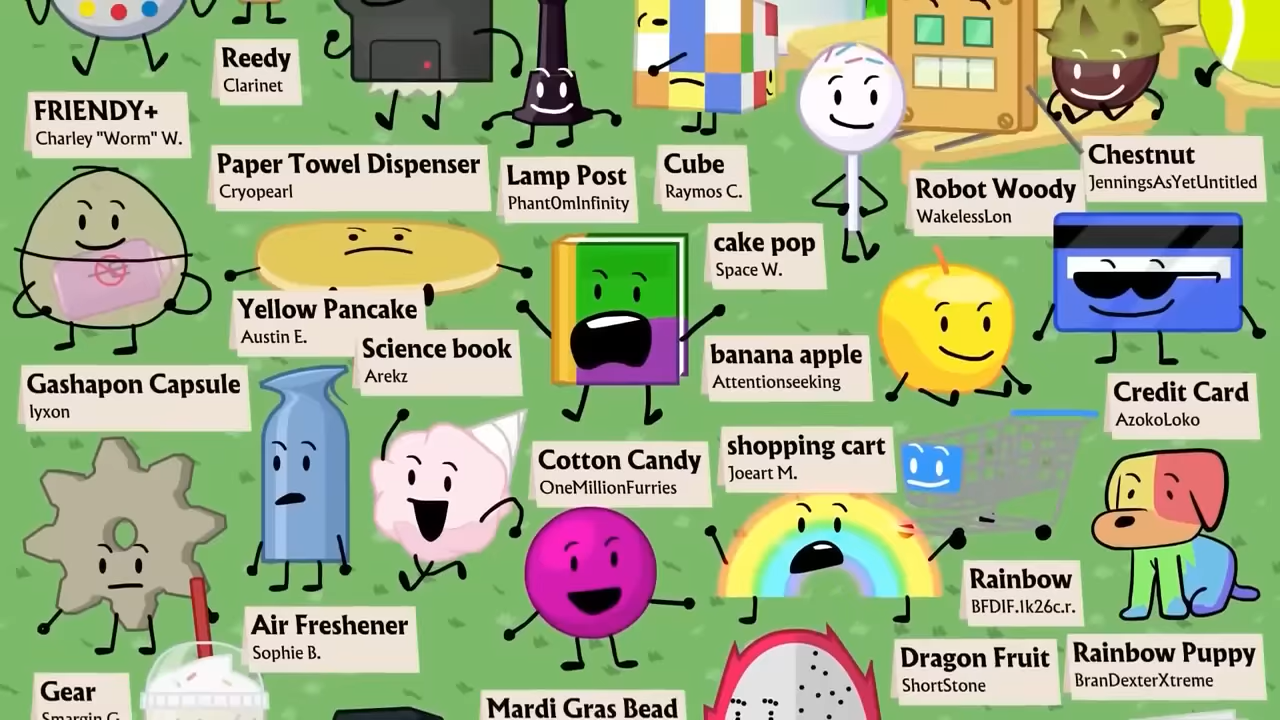 Reedy
Clarinet
FRIENDY+
Charley "Worm" W.
Paper Towel Dispenser
Cryopearl
Lamp Post
Phant0mInfinity
Cube
Raymos C.
Robot Woody
WakelessLon
Chestnut
JenningsAsYetUntitled
cake pop
Space W.
Yellow Pancake
Austin E.
Science book
Arekz
banana apple
Attentionseeking
Gashapon Capsule
lyxon
Credit Card
AzokoLoko
Cotton Candy
OneMillionFurries
shopping cart
Joeart M.
Rainbow
BFDIF.1k26c.r.
Air Freshener
Sophie B.
Dragon Fruit
ShortStone
Rainbow Puppy
BranDexterXtreme
Gear
Smargin G.
Mardi Gras Bead